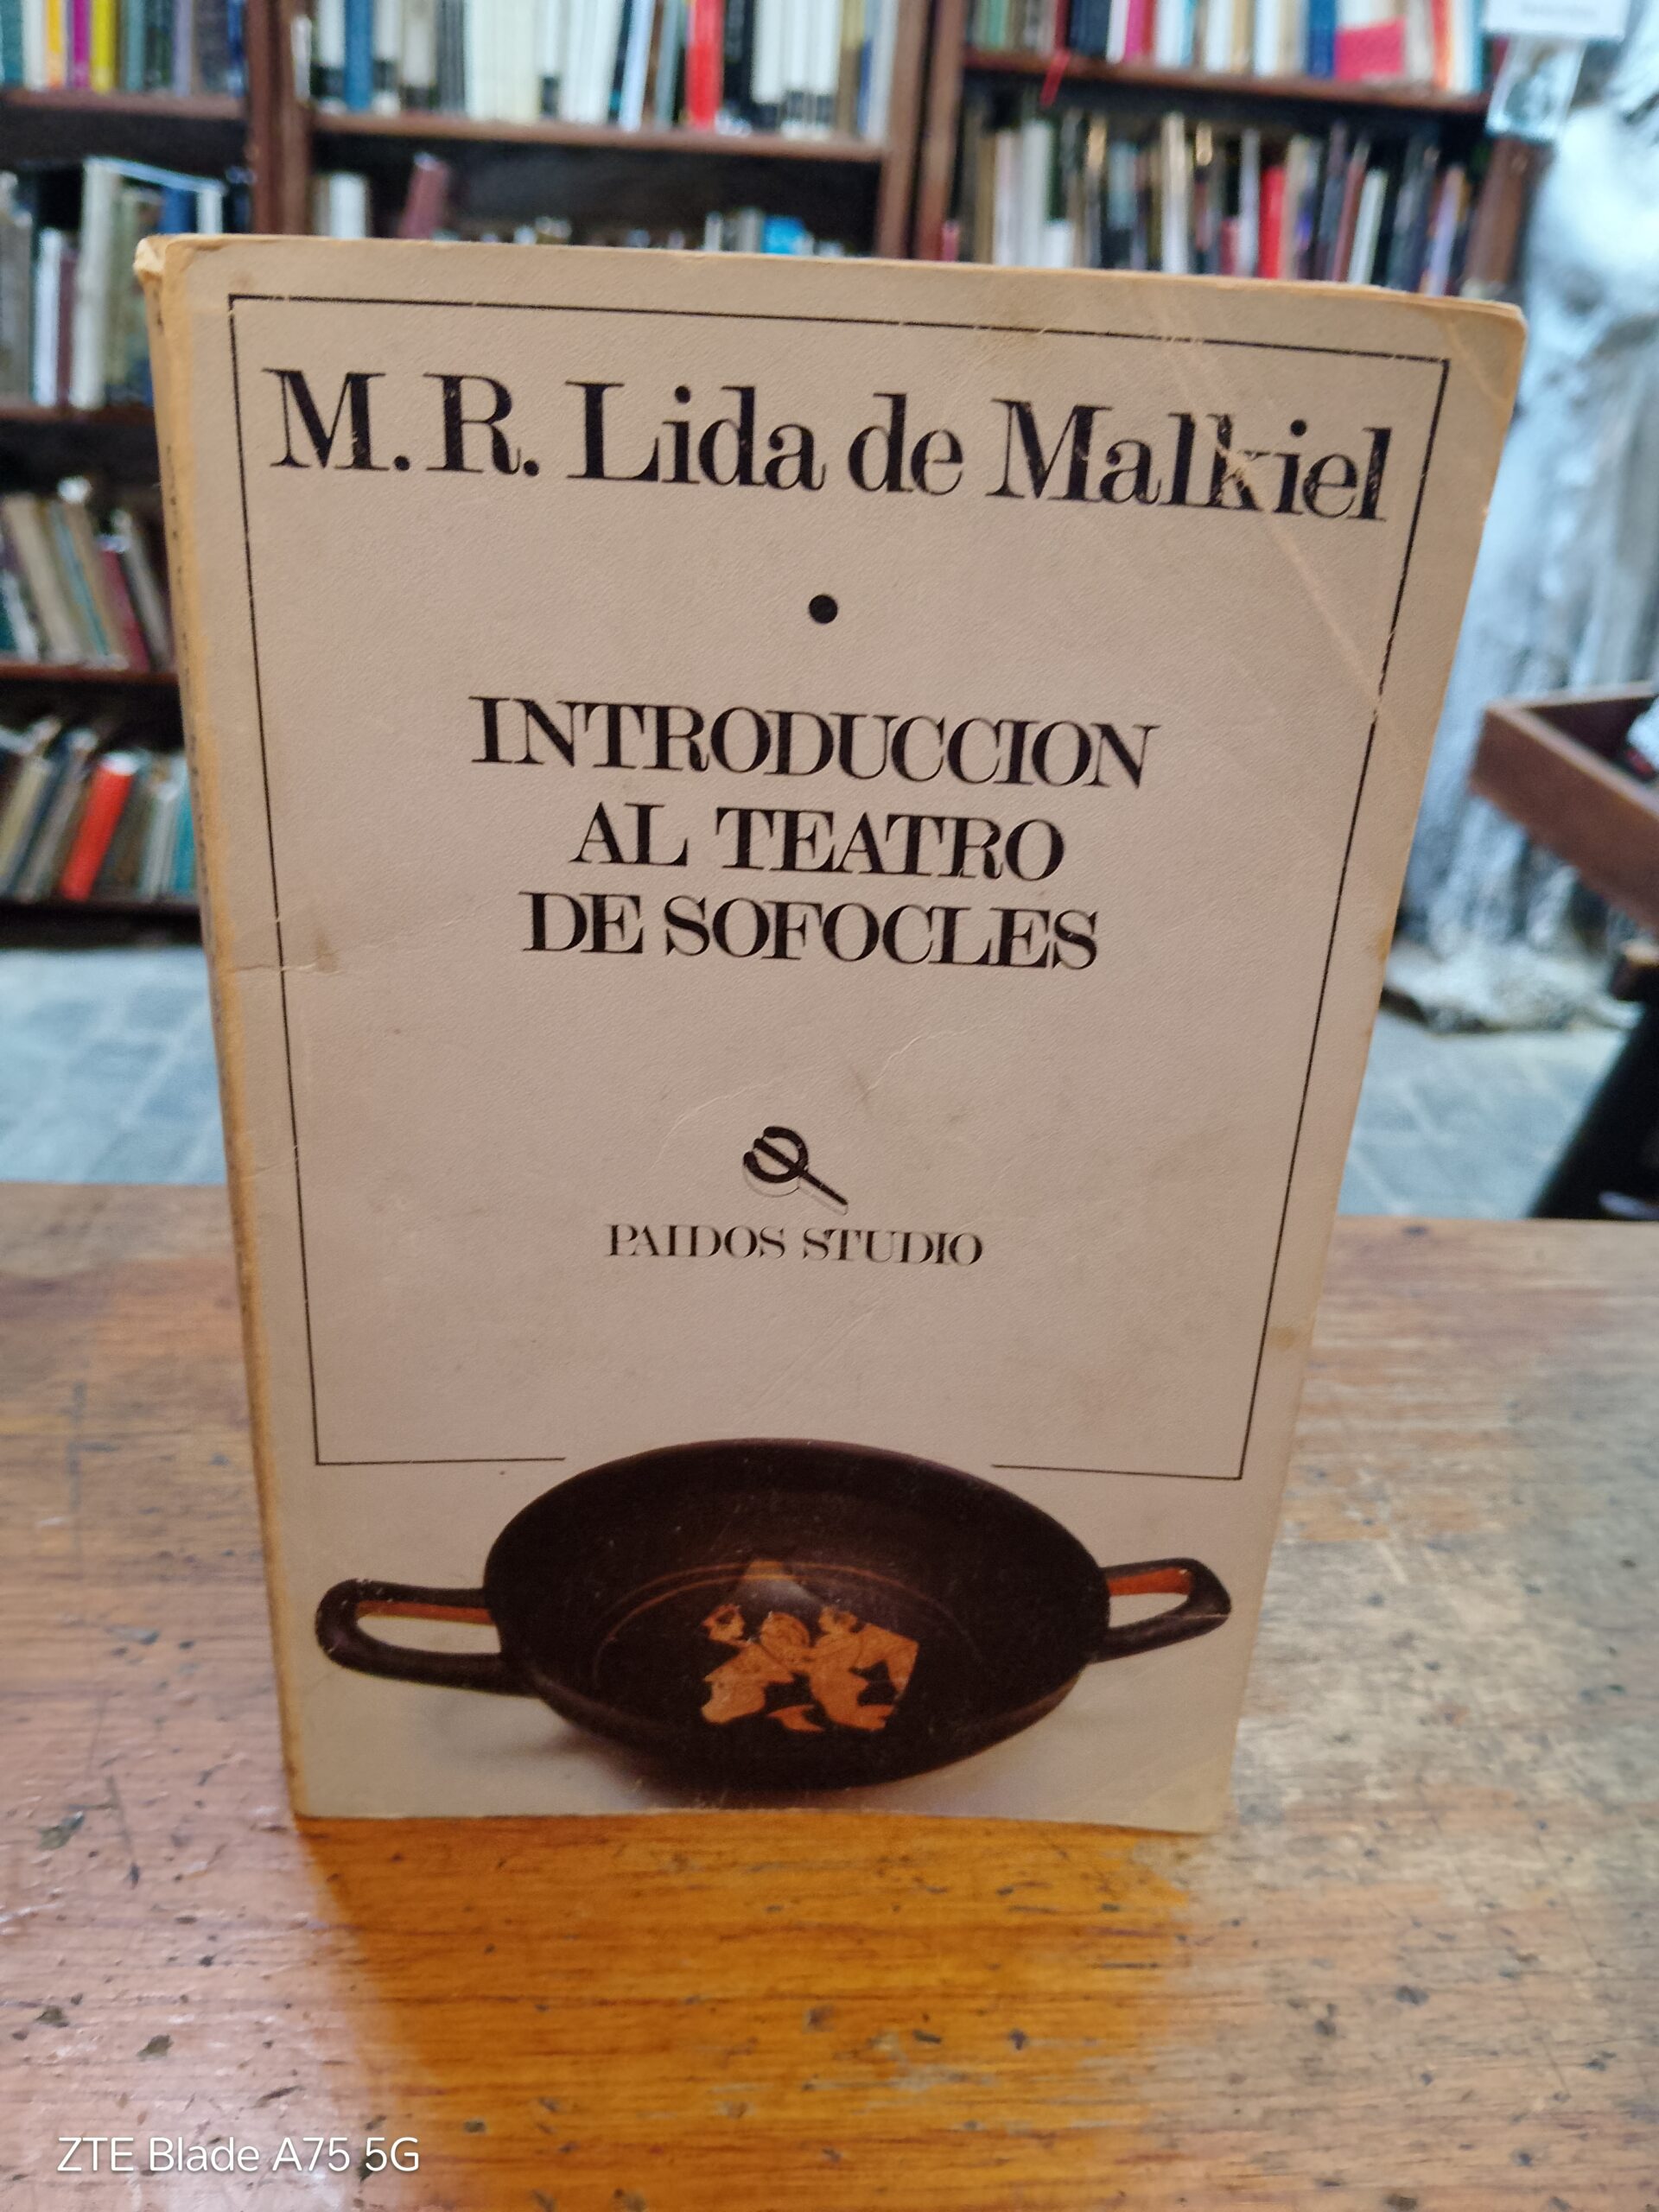 M. R. Lida de Malkiel
INTRODUCCION
AL TEATRO
DE SOFOCLES
PAIDOS STUDIO
ZTE Blade A75 5G